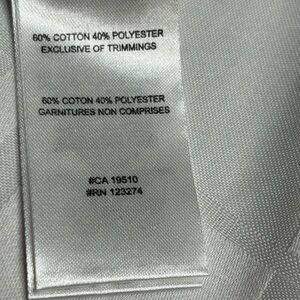 60% COTTON 40% POLYESTER
EXCLUSIVE OF TRIMMINGS
60% COTON 40% POLYESTER
GARNITURES NON COMPRISES
#CA 19510
#RN 123274